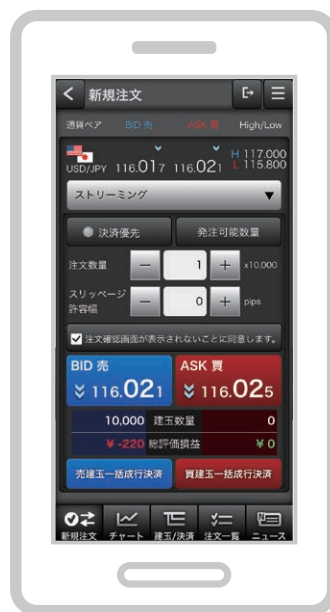 新規注文
通貨ペア BID 売 ASK 買 High/Low
USD/JPY 116.017 116.021 H 117.000
L 115.800
ストリーミング
決済優先 発注可能数量
注文数量 − 1 + x10,000
スリッページ
許容幅 − 0 + pips
注文確認画面が表示されないことに同意します。
BID 売 ASK 買
116.021 116.025
10,000 建玉数量 0
¥ -220 総評価損益 ¥ 0
売建玉一括成行決済 買建玉一括成行決済
新規注文 チャート 建玉/決済 注文一覧 ニュース